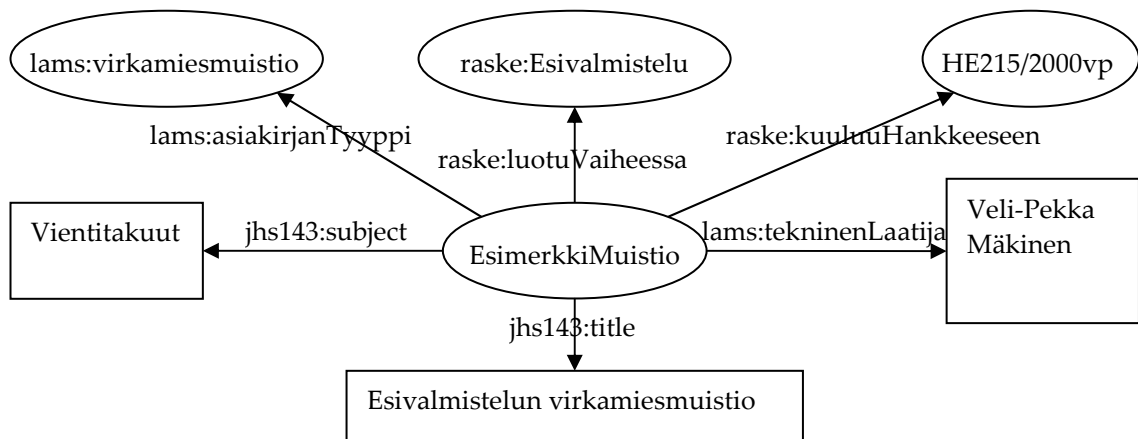 lams:virkamiesmuistio
raske:Esivalmistelu
HE215/2000vp
lams:asiakirjanTyyppi
raske:luotuVaiheessa
raske:kuuluuHankkeeseen
Vientitakuut
jhs143:subject
EsimerkkiMuistio
lams:tekninenLaatija
Veli-Pekka
Mäkinen
jhs143:title
Esivalmistelun virkamiesmuistio